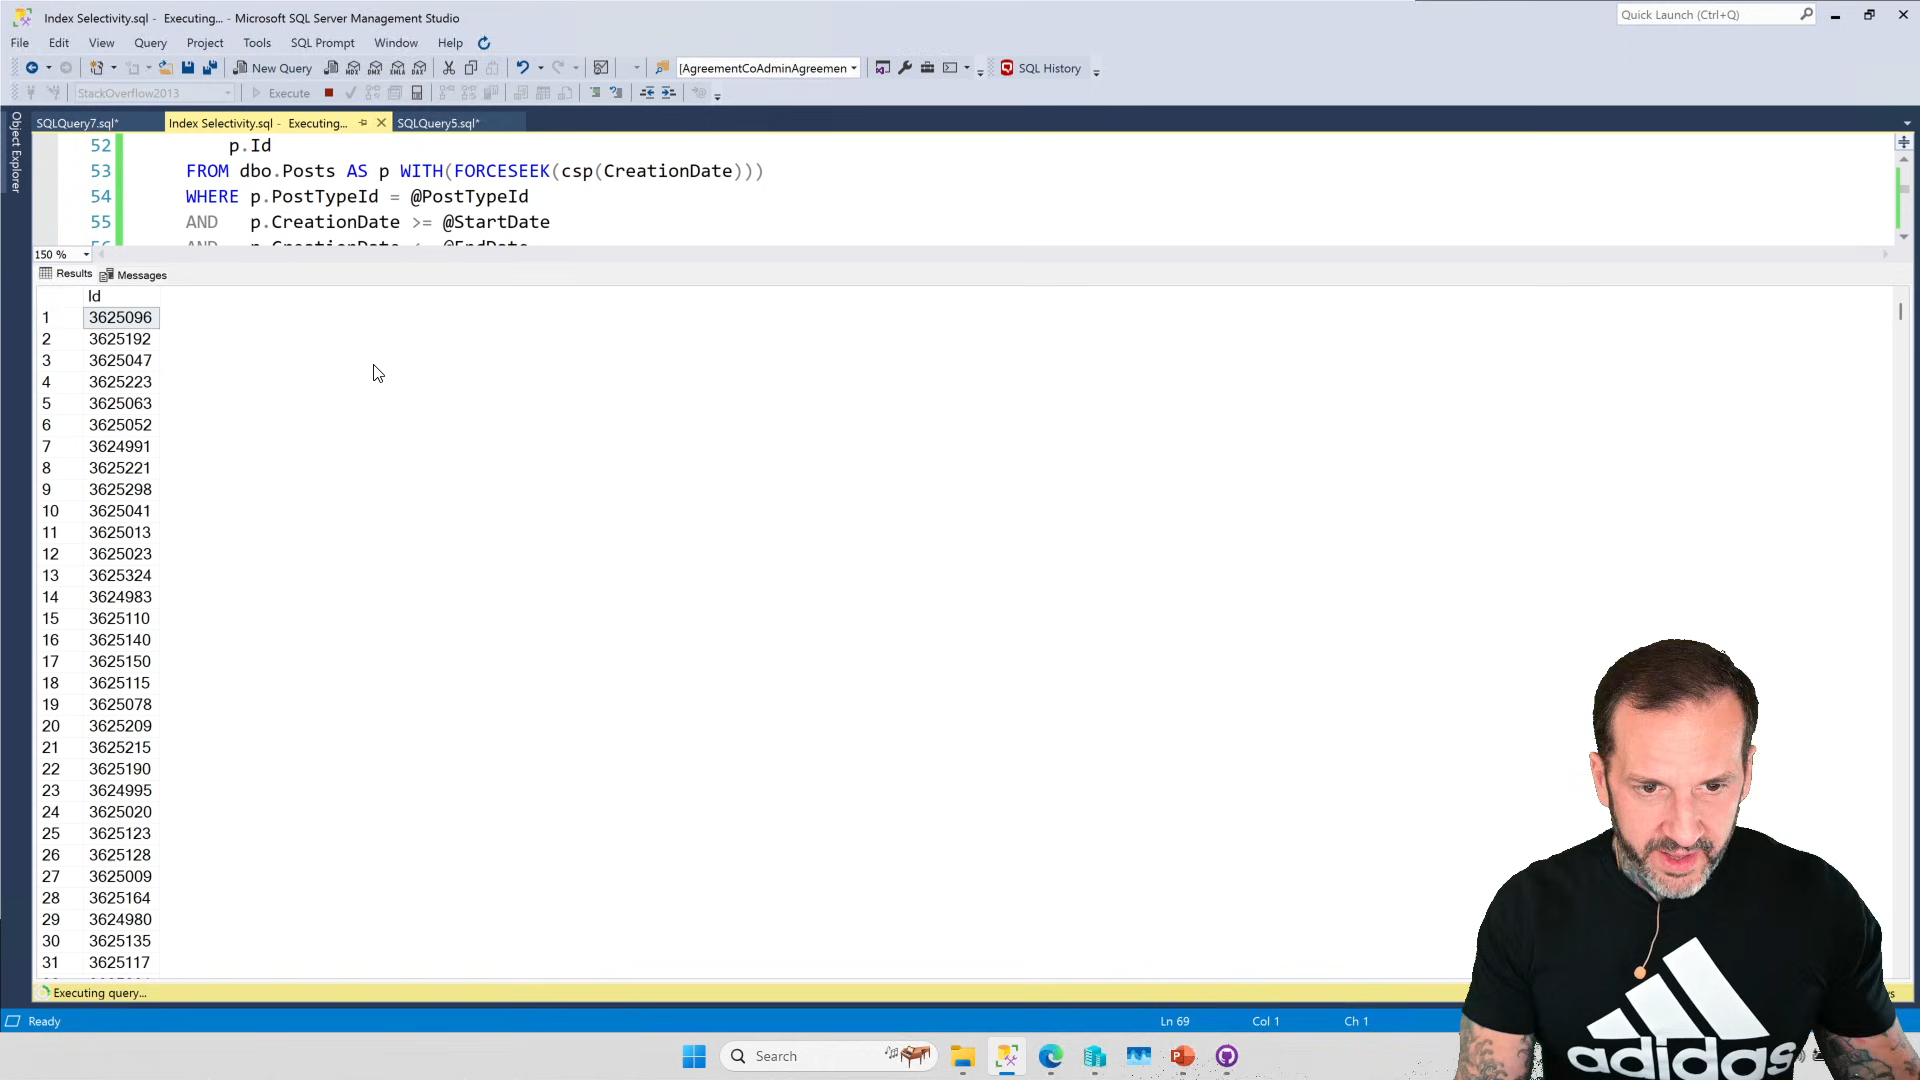 Index Selectivity.sql - Executing... - Microsoft SQL Server Management Studio
Quick Launch (Ctrl+Q)
File Edit View Query Project Tools SQL Prompt Window Help
New Query
[AgreementCoAdminAgreemen
SQL History
StackOverflow2013
Execute
SQLQuery7.sql*
Index Selectivity.sql - Executing...
SQLQuery5.sql*
Object Explorer
52 p.Id
53 FROM dbo.Posts AS p WITH(FORCESEEK(csp(CreationDate)))
54 WHERE p.PostTypeId = @PostTypeId
55 AND p.CreationDate >= @StartDate
56 AND p.CreationDate < @EndDate
150 %
Results Messages
Id
1 3625096
2 3625192
3 3625047
4 3625223
5 3625063
6 3625052
7 3624991
8 3625221
9 3625298
10 3625041
11 3625013
12 3625023
13 3625324
14 3624983
15 3625110
16 3625140
17 3625150
18 3625115
19 3625078
20 3625209
21 3625215
22 3625190
23 3624995
24 3625020
25 3625123
26 3625128
27 3625009
28 3625164
29 3624980
30 3625135
31 3625117
Executing query...
Ready
Ln 69
Col 1
Ch 1
Search
adidas